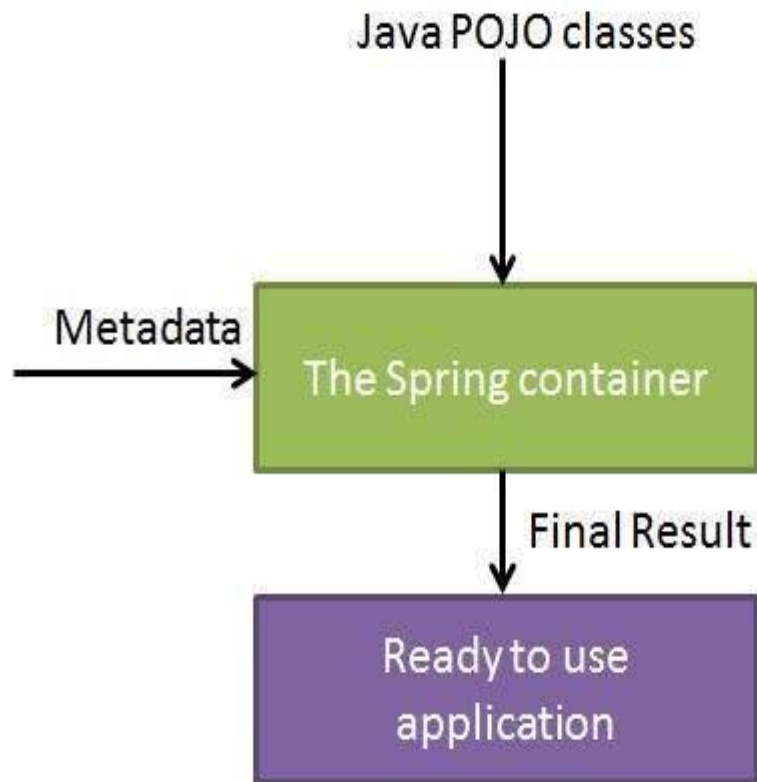 Java POJO classes
Metadata
The Spring container
Final Result
Ready to use
application